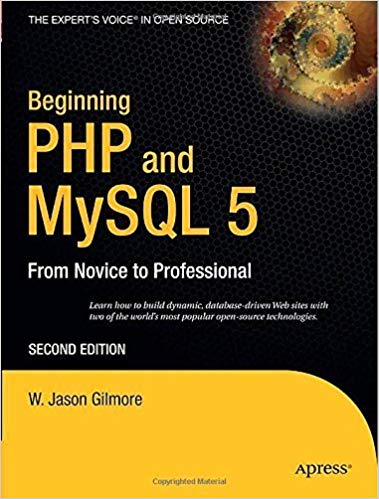 THE EXPERT'S VOICE® IN OPEN SOURCE
Beginning
PHP and
MySQL 5
From Novice to Professional
Learn how to build dynamic, database-driven Web sites with
two of the world's most popular open-source technologies.
SECOND EDITION
W. Jason Gilmore
Apress®
Copyrighted Material